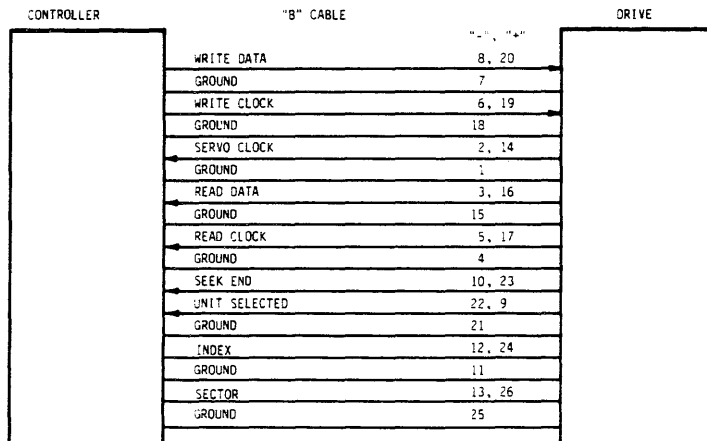 CONTROLLER "B" CABLE DRIVE
"-", "+"
WRITE DATA 8, 20
GROUND 7
WRITE CLOCK 6, 19
GROUND 18
SERVO CLOCK 2, 14
GROUND 1
READ DATA 3, 16
GROUND 15
READ CLOCK 5, 17
GROUND 4
SEEK END 10, 23
UNIT SELECTED 22, 9
GROUND 21
INDEX 12, 24
GROUND 11
SECTOR 13, 26
GROUND 25